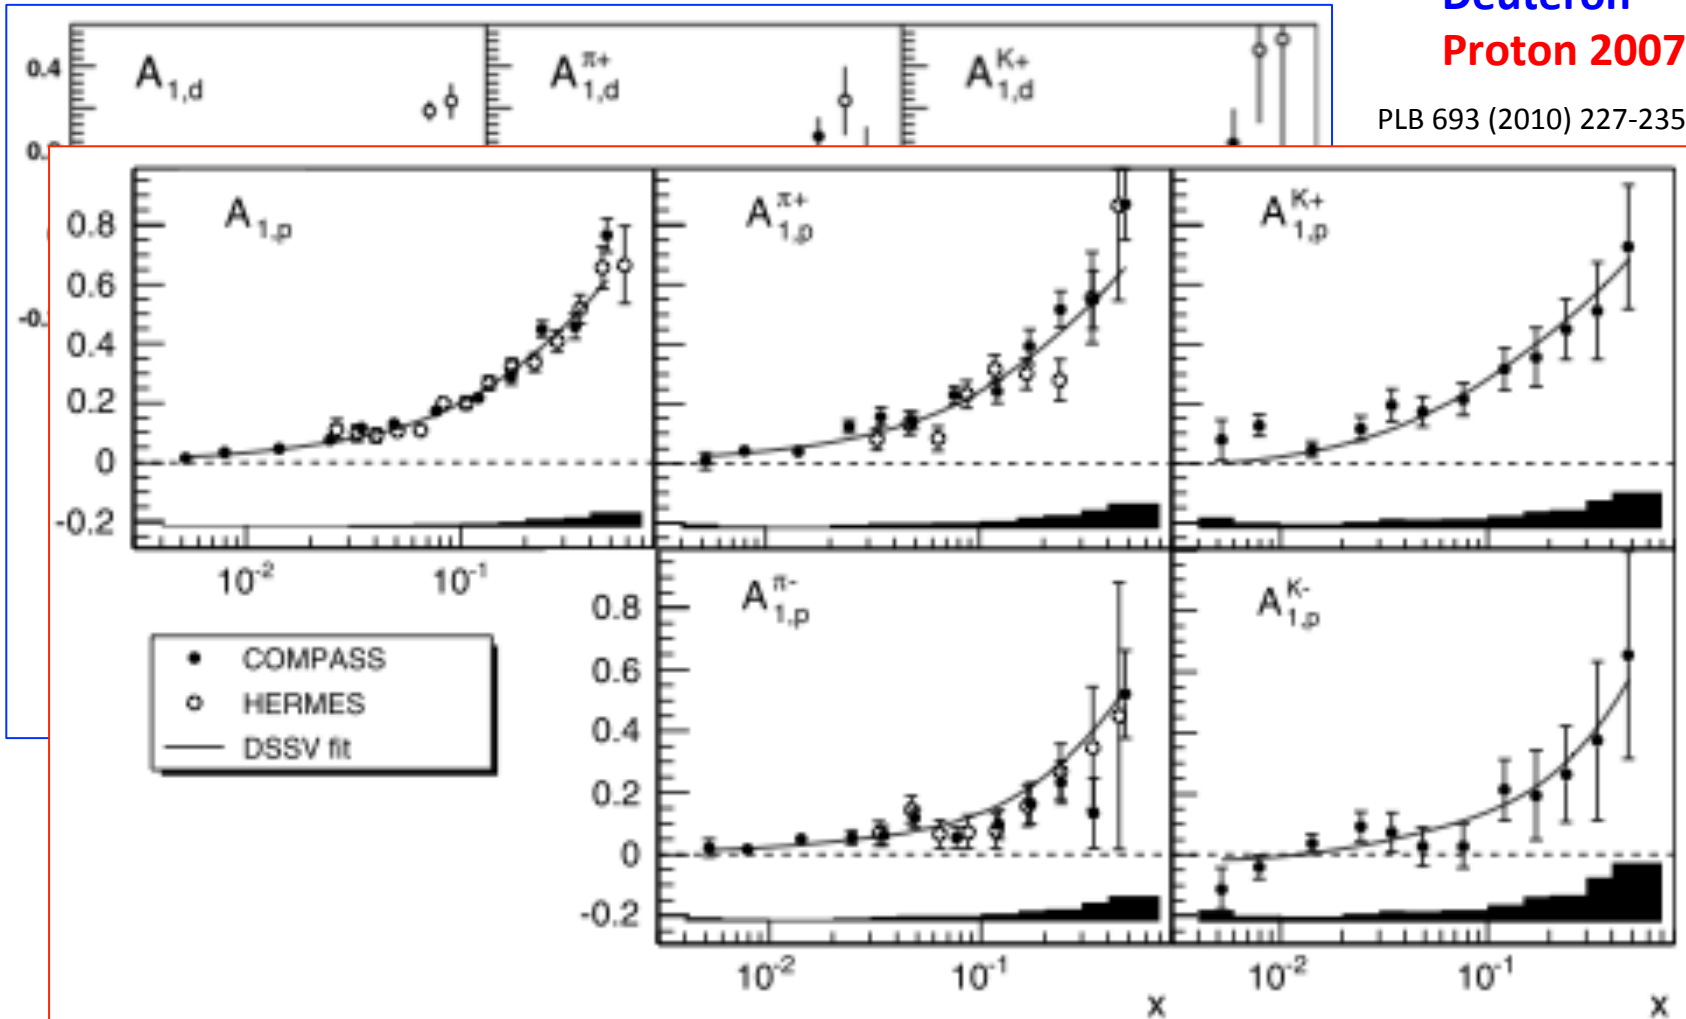 Deuteron
Proton 2007
PLB 693 (2010) 227-235
0.4
A1,d
A1,d π+
A1,d K+
A1,p
A1,p π+
A1,p K+
0.8
0.6
0.4
0.2
0
-0.2
10-2
10-1
A1,p π-
A1,p K-
0.8
0.6
0.4
0.2
0
-0.2
COMPASS
HERMES
DSSV fit
10-2
10-1
10-2
10-1
x
x